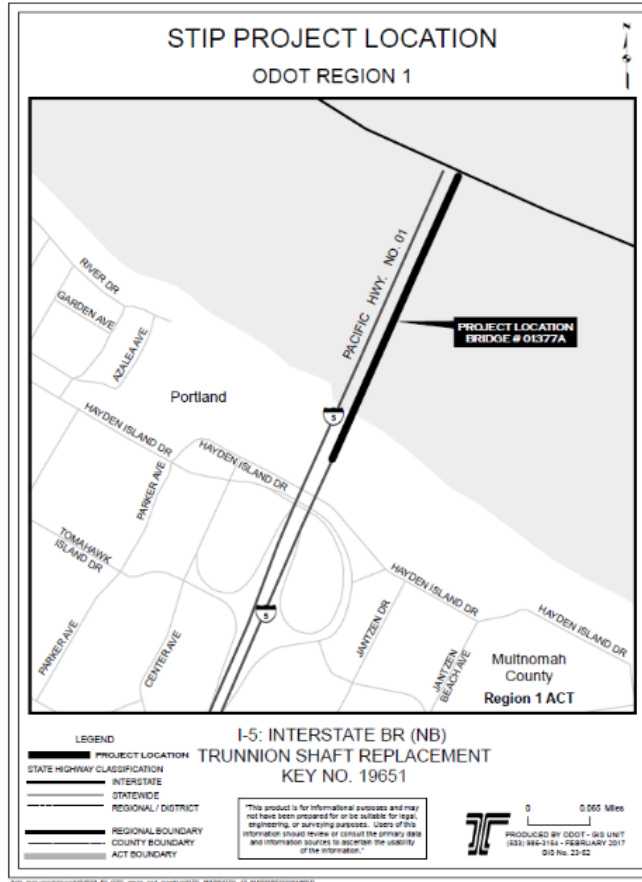 STIP PROJECT LOCATION
ODOT REGION 1
N
PACIFIC HWY. NO. 01
PROJECT LOCATION
BRIDGE # 01377A
RIVER DR
GARDEN AVE
AZALEA AVE
Portland
5
HAYDEN ISLAND DR
HAYDEN ISLAND DR
PARKER AVE
TOMAHAWK
ISLAND DR
5
HAYDEN ISLAND DR
HAYDEN ISLAND DR
PARKER AVE
CENTER AVE
JANTZEN DR
JANTZEN
BEACH AVE
Multnomah
County
Region 1 ACT
LEGEND
PROJECT LOCATION
STATE HIGHWAY CLASSIFICATION
INTERSTATE
STATEWIDE
REGIONAL / DISTRICT
REGIONAL BOUNDARY
COUNTY BOUNDARY
ACT BOUNDARY
I-5: INTERSTATE BR (NB)
TRUNNION SHAFT REPLACEMENT
KEY NO. 19651
"This product is for informational purposes and may
not have been prepared for or be suitable for legal,
engineering, or surveying purposes. Users of this
information should review or consult the primary data
and information sources to ascertain the usability
of the information."
0 0.065 Miles
PRODUCED BY ODOT - GIS UNIT
(503) 986-3154 - FEBRUARY 2017
GIS No. 23-52